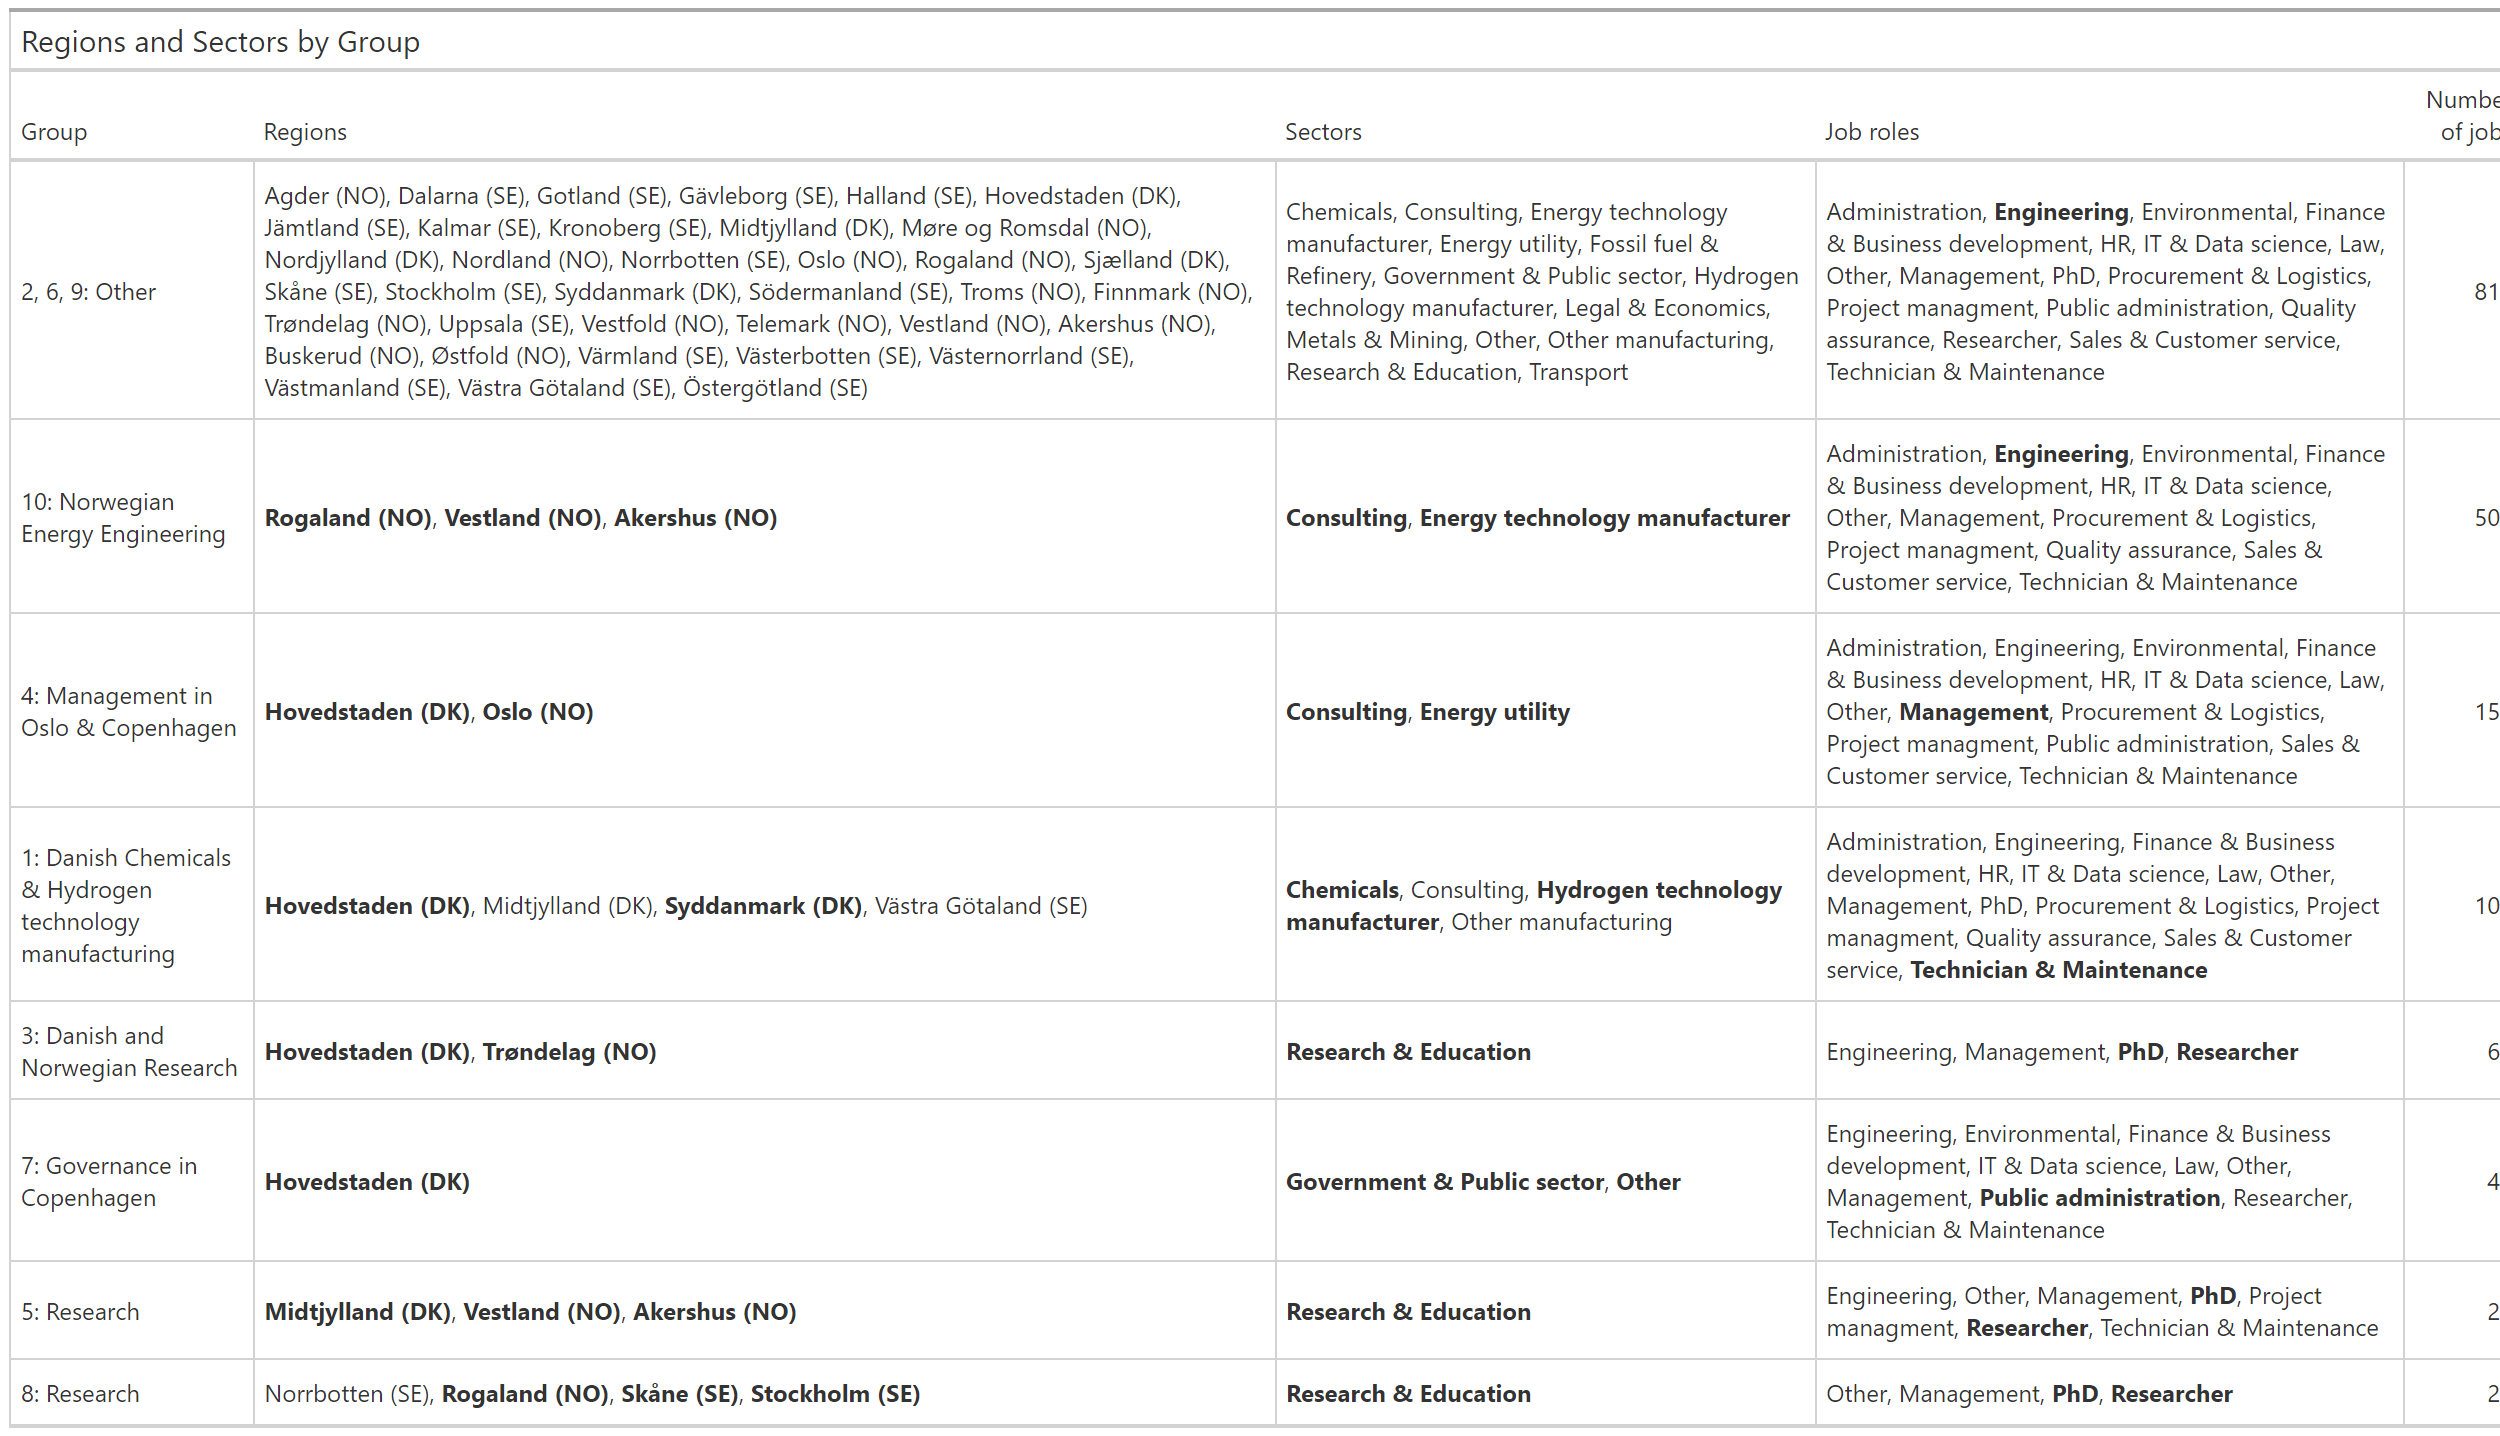 Regions and Sectors by Group
Group Regions Sectors Job roles Numbe
of job
2, 6, 9: Other
Agder (NO), Dalarna (SE), Gotland (SE), Gävleborg (SE), Halland (SE), Hovedstaden (DK),
Jämtland (SE), Kalmar (SE), Kronoberg (SE), Midtjylland (DK), Møre og Romsdal (NO),
Nordjylland (DK), Nordland (NO), Norrbotten (SE), Oslo (NO), Rogaland (NO), Sjælland (DK),
Skåne (SE), Stockholm (SE), Syddanmark (DK), Södermanland (SE), Troms (NO), Finnmark (NO),
Trøndelag (NO), Uppsala (SE), Vestfold (NO), Telemark (NO), Vestland (NO), Akershus (NO),
Buskerud (NO), Østfold (NO), Värmland (SE), Västerbotten (SE), Västernorrland (SE),
Västmanland (SE), Västra Götaland (SE), Östergötland (SE)
Chemicals, Consulting, Energy technology
manufacturer, Energy utility, Fossil fuel &
Refinery, Government & Public sector, Hydrogen
technology manufacturer, Legal & Economics,
Metals & Mining, Other, Other manufacturing,
Research & Education, Transport
Administration, Engineering, Environmental, Finance
& Business development, HR, IT & Data science, Law,
Other, Management, PhD, Procurement & Logistics,
Project managment, Public administration, Quality
assurance, Researcher, Sales & Customer service,
Technician & Maintenance
81
10: Norwegian
Energy Engineering
Rogaland (NO), Vestland (NO), Akershus (NO)
Consulting, Energy technology manufacturer
Administration, Engineering, Environmental, Finance
& Business development, HR, IT & Data science,
Other, Management, Procurement & Logistics,
Project managment, Quality assurance, Sales &
Customer service, Technician & Maintenance
50
4: Management in
Oslo & Copenhagen
Hovedstaden (DK), Oslo (NO)
Consulting, Energy utility
Administration, Engineering, Environmental, Finance
& Business development, HR, IT & Data science, Law,
Other, Management, Procurement & Logistics,
Project managment, Public administration, Sales &
Customer service, Technician & Maintenance
15
1: Danish Chemicals
& Hydrogen
technology
manufacturing
Hovedstaden (DK), Midtjylland (DK), Syddanmark (DK), Västra Götaland (SE)
Chemicals, Consulting, Hydrogen technology
manufacturer, Other manufacturing
Administration, Engineering, Finance & Business
development, HR, IT & Data science, Law, Other,
Management, PhD, Procurement & Logistics, Project
managment, Quality assurance, Sales & Customer
service, Technician & Maintenance
10
3: Danish and
Norwegian Research
Hovedstaden (DK), Trøndelag (NO)
Research & Education
Engineering, Management, PhD, Researcher
6
7: Governance in
Copenhagen
Hovedstaden (DK)
Government & Public sector, Other
Engineering, Environmental, Finance & Business
development, IT & Data science, Law, Other,
Management, Public administration, Researcher,
Technician & Maintenance
4
5: Research
Midtjylland (DK), Vestland (NO), Akershus (NO)
Research & Education
Engineering, Other, Management, PhD, Project
managment, Researcher, Technician & Maintenance
2
8: Research
Norrbotten (SE), Rogaland (NO), Skåne (SE), Stockholm (SE)
Research & Education
Other, Management, PhD, Researcher
2